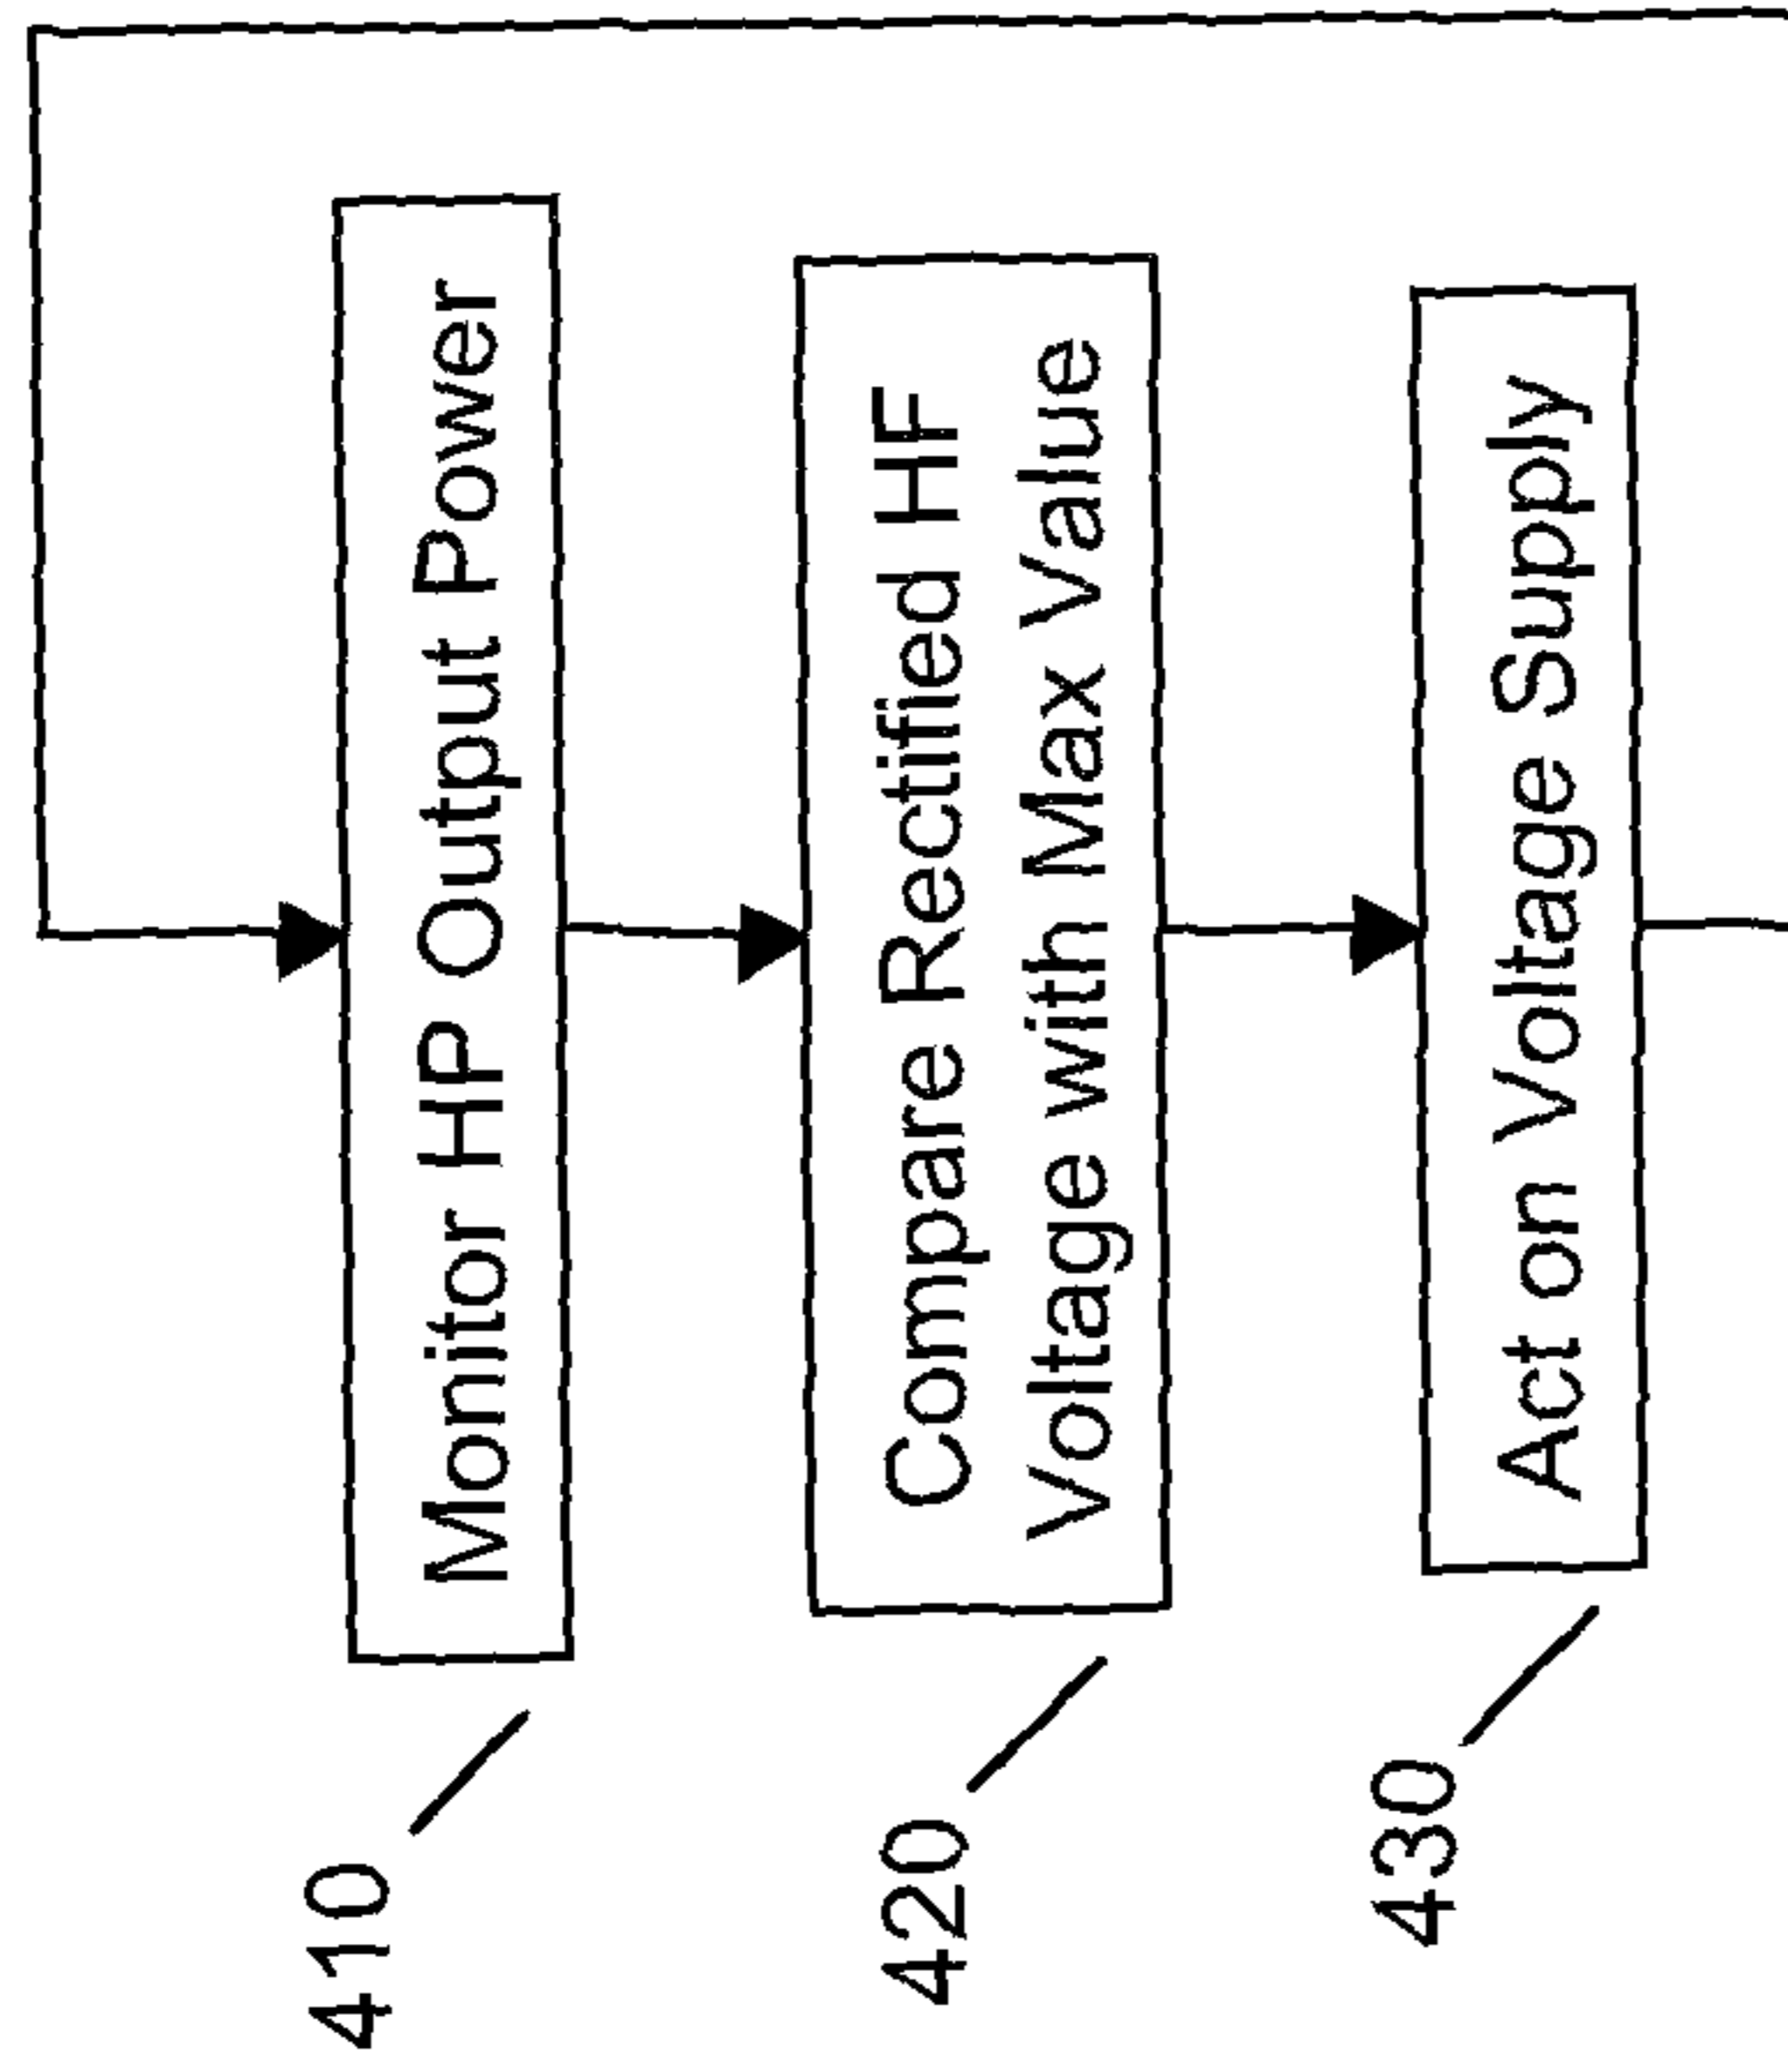 410
Monitor HP Output Power
420
Compare Rectified HF
Voltage with Max Value
430
Act on Voltage Supply